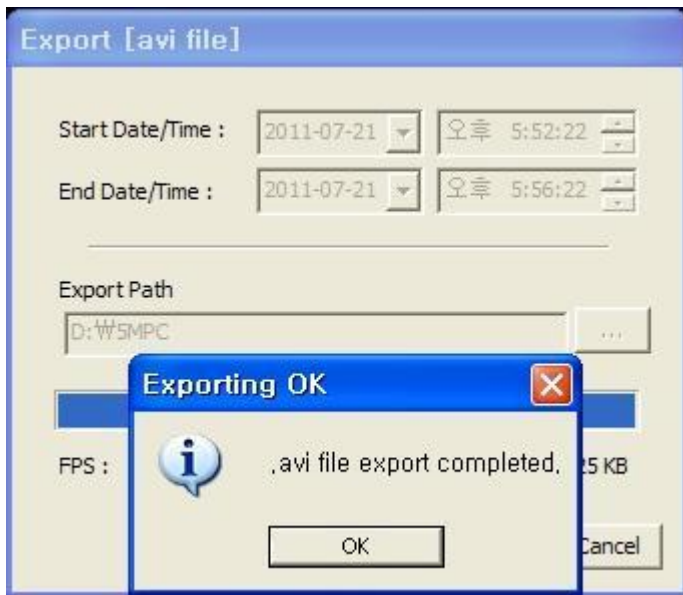 Export [avi file]
Start Date/Time : 2011-07-21 오후 5:52:22
End Date/Time : 2011-07-21 오후 5:56:22
Export Path
D:₩5MPC ...
Exporting OK
.avi file export completed.
FPS : 25 KB
OK
Cancel